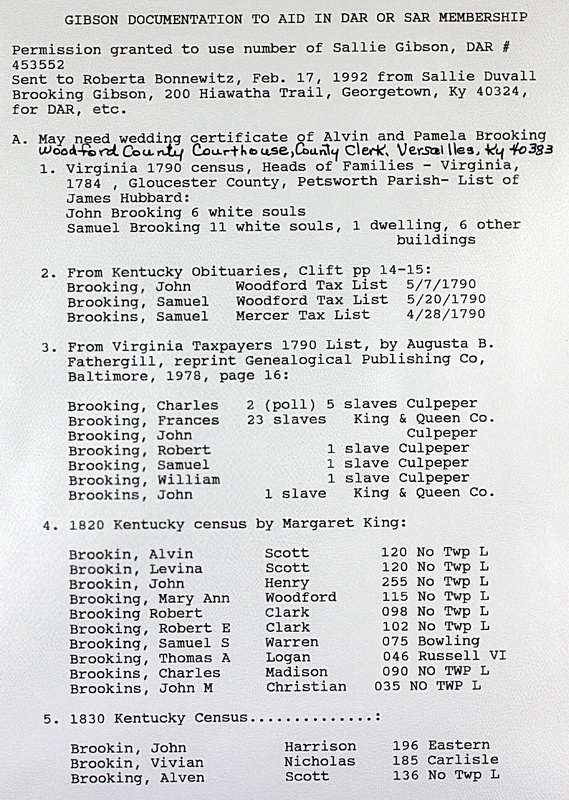 GIBSON DOCUMENTATION TO AID IN DAR OR SAR MEMBERSHIP
Permission granted to use number of Sallie Gibson, DAR #
453552
Sent to Roberta Bonnewitz, Feb. 17, 1992 from Sallie Duvall
Brooking Gibson, 200 Hiawatha Trail, Georgetown, Ky 40324,
for DAR, etc.
A. May need wedding certificate of Alvin and Pamela Brooking
Woodford County Courthouse, County Clerk, Versailles, Ky 40383
1. Virginia 1790 census, Heads of Families - Virginia,
1784 , Gloucester County, Petsworth Parish- List of
James Hubbard:
John Brooking 6 white souls
Samuel Brooking 11 white souls, 1 dwelling, 6 other
buildings
2. From Kentucky Obituaries, Clift pp 14-15:
Brooking, John Woodford Tax List 5/7/1790
Brooking, Samuel Woodford Tax List 5/20/1790
Brookins, Samuel Mercer Tax List 4/28/1790
3. From Virginia Taxpayers 1790 List, by Augusta B.
Fathergill, reprint Genealogical Publishing Co,
Baltimore, 1978, page 16:
Brooking, Charles 2 (poll) 5 slaves Culpeper
Brooking, Frances 23 slaves King & Queen Co.
Brooking, John Culpeper
Brooking, Robert 1 slave Culpeper
Brooking, Samuel 1 slave Culpeper
Brooking, William 1 slave Culpeper
Brookins, John 1 slave King & Queen Co.
4. 1820 Kentucky census by Margaret King:
Brookin, Alvin Scott 120 No Twp L
Brookin, Levina Scott 120 No Twp L
Brookin, John Henry 255 No Twp L
Brooking, Mary Ann Woodford 115 No Twp L
Brooking Robert Clark 098 No Twp L
Brooking, Robert E Clark 102 No Twp L
Brooking, Samuel S Warren 075 Bowling
Brooking, Thomas A Logan 046 Russell VI
Brookins, Charles Madison 090 NO TWP L
Brookins, John M Christian 035 NO TWP L
5. 1830 Kentucky Census..............:
Brookin, John Harrison 196 Eastern
Brookin, Vivian Nicholas 185 Carlisle
Brooking, Alven Scott 136 No Twp L